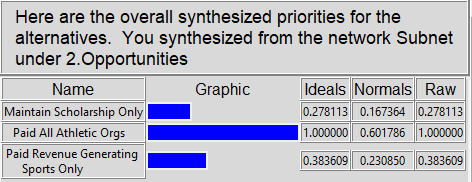 Here are the overall synthesized priorities for the
alternatives. You synthesized from the network Subnet
under 2.Opportunities
Name Graphic Ideals Normals Raw
Maintain Scholarship Only 0.278113 0.167364 0.278113
Paid All Athletic Orgs 1.000000 0.601786 1.000000
Paid Revenue Generating
Sports Only 0.383609 0.230850 0.383609